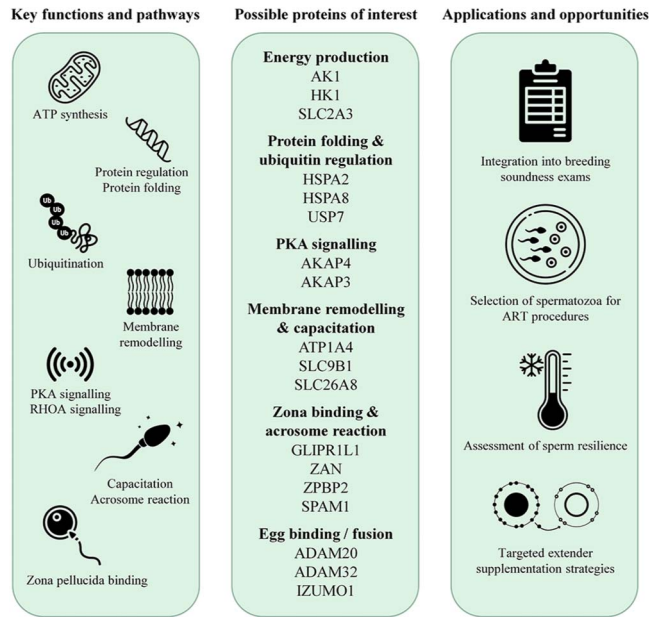 Key functions and pathways
ATP synthesis
Protein regulation
Protein folding
Ub
Ub
Ub
Ub
Ubiquitination
Membrane
remodelling
PKA signalling
RHOA signalling
Capacitation
Acrosome reaction
Zona pellucida binding
Possible proteins of interest
Energy production
AK1
HK1
SLC2A3
Protein folding &
ubiquitin regulation
HSPA2
HSPA8
USP7
PKA signalling
AKAP4
AKAP3
Membrane remodelling
& capacitation
ATP1A4
SLC9B1
SLC26A8
Zona binding &
acrosome reaction
GLIPR1L1
ZAN
ZPBP2
SPAM1
Egg binding / fusion
ADAM20
ADAM32
IZUMO1
Applications and opportunities
Integration into breeding
soundness exams
Selection of spermatozoa for
ART procedures
Assessment of sperm resilience
Targeted extender
supplementation strategies